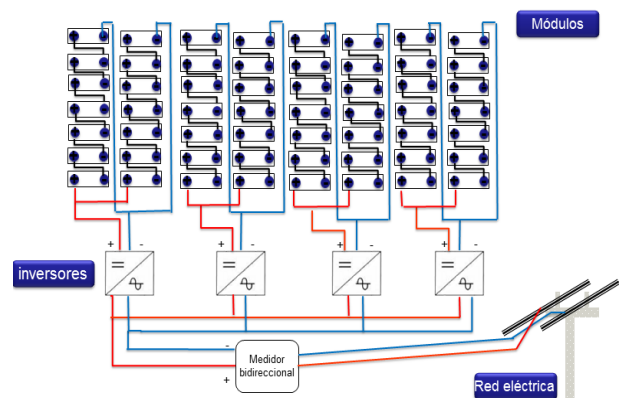 Módulos
+ - + - + - + -
inversores
-
Medidor
bidireccional
+
Red eléctrica